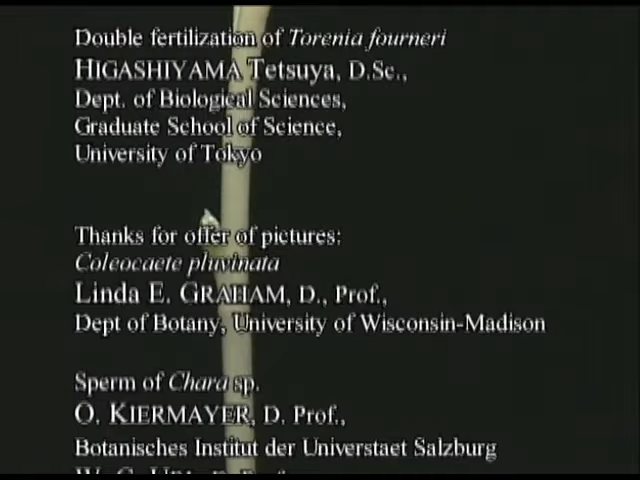 Double fertilization of Torenia fourneri
HIGASHIYAMA Tetsuya, D.Sc.,
Dept. of Biological Sciences,
Graduate School of Science,
University of Tokyo
Thanks for offer of pictures:
Coleocaete pluvinata
Linda E. GRAHAM, D., Prof.,
Dept of Botany, University of Wisconsin-Madison
Sperm of Chara sp.
O. KIERMAYER, D. Prof.,
Botanisches Institut der Universtaet Salzburg